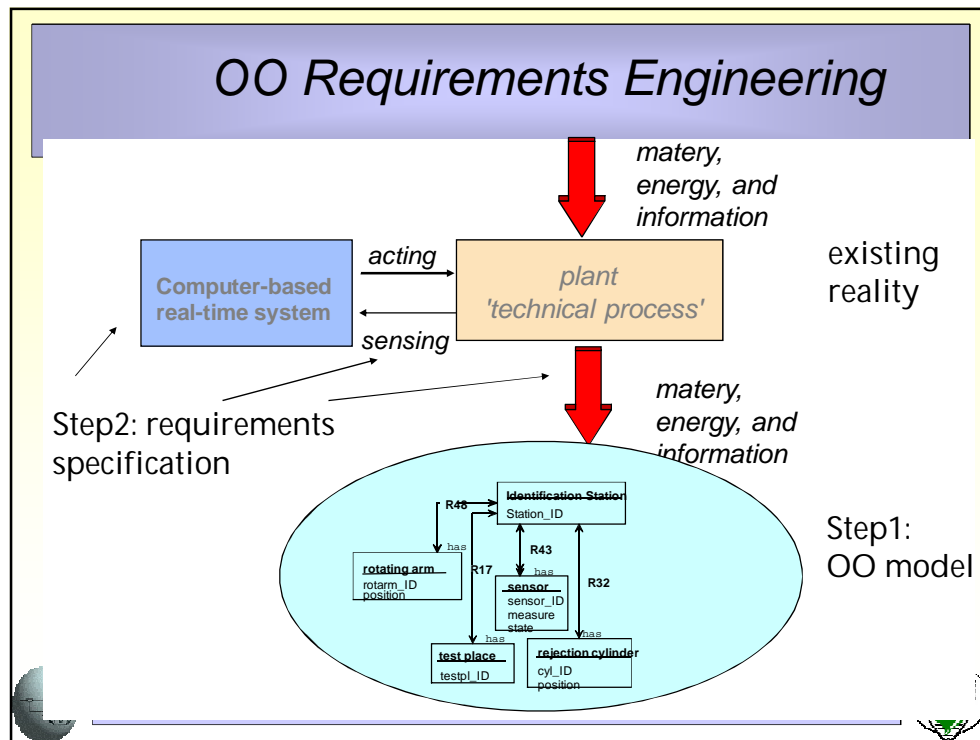 OO Requirements Engineering
matery,
energy, and
information
acting
Computer-based
real-time system
plant
'technical process'
existing
reality
sensing
Step2: requirements
specification
matery,
energy, and
information
Identification Station
Station_ID
R48
R43
has
R17
has
R32
rotating arm
rotarm_ID
position
sensor
sensor_ID
measure
state
Step1:
OO model
has
has
test place
testpl_ID
rejection cylinder
cyl_ID
position